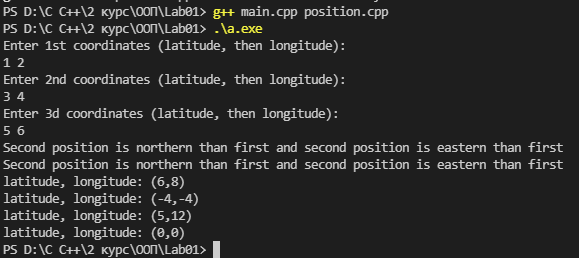 PS D:\C C++\2 курс\ООП\Lab01> g++ main.cpp position.cpp
PS D:\C C++\2 курс\ООП\Lab01> .\a.exe
Enter 1st coordinates (latitude, then longitude):
1 2
Enter 2nd coordinates (latitude, then longitude):
3 4
Enter 3d coordinates (latitude, then longitude):
5 6
Second position is northern than first and second position is eastern than first
Second position is northern than first and second position is eastern than first
latitude, longitude: (6,8)
latitude, longitude: (-4,-4)
latitude, longitude: (5,12)
latitude, longitude: (0,0)
PS D:\C C++\2 курс\ООП\Lab01>